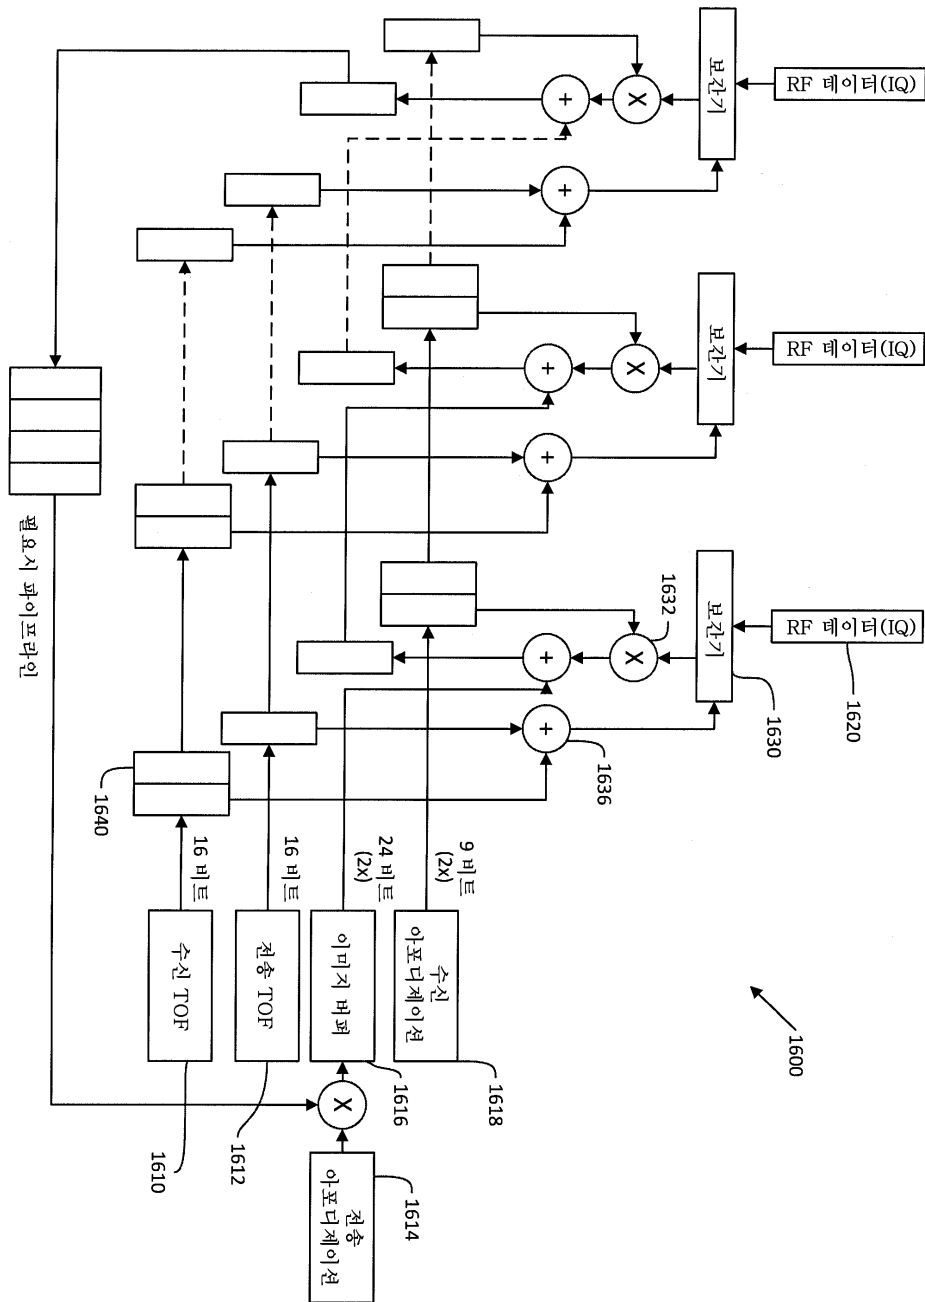 RF 데이터(IQ)
RF 데이터(IQ)
RF 데이터(IQ)
1620
1600
1630
보간기
보간기
보간기
1632
X
X
X
1636
+
+
+
+
+
+
9 비트
(2x)
수신
아포디제이션
1618
24 비트
(2x)
이미지 버퍼
1616
X
전송
아포디제이션
1614
16 비트
전송 TOF
1612
16 비트
수신 TOF
1610
1640
필요시 파이프라인